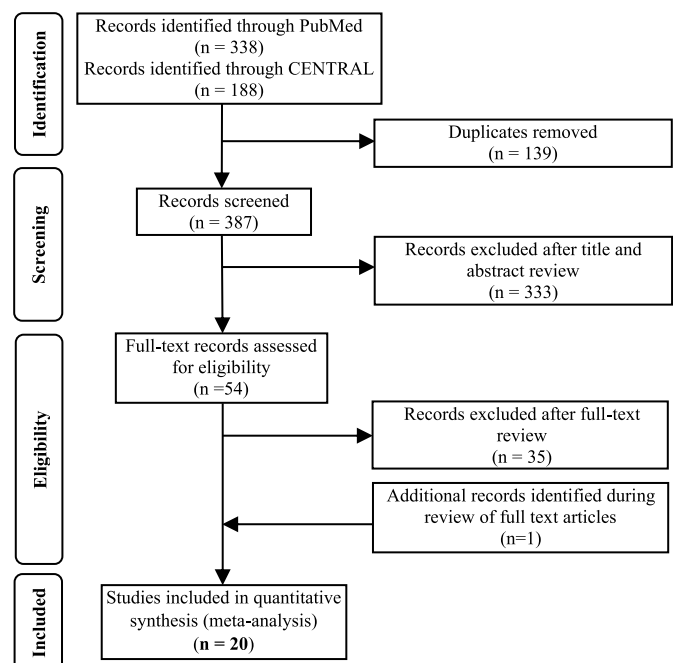 Identification
Records identified through PubMed
(n = 338)
Records identified through CENTRAL
(n = 188)
Duplicates removed
(n = 139)
Screening
Records screened
(n = 387)
Records excluded after title and
abstract review
(n = 333)
Eligibility
Full-text records assessed
for eligibility
(n =54)
Records excluded after full-text
review
(n = 35)
Additional records identified during
review of full text articles
(n=1)
Included
Studies included in quantitative
synthesis (meta-analysis)
(n = 20)